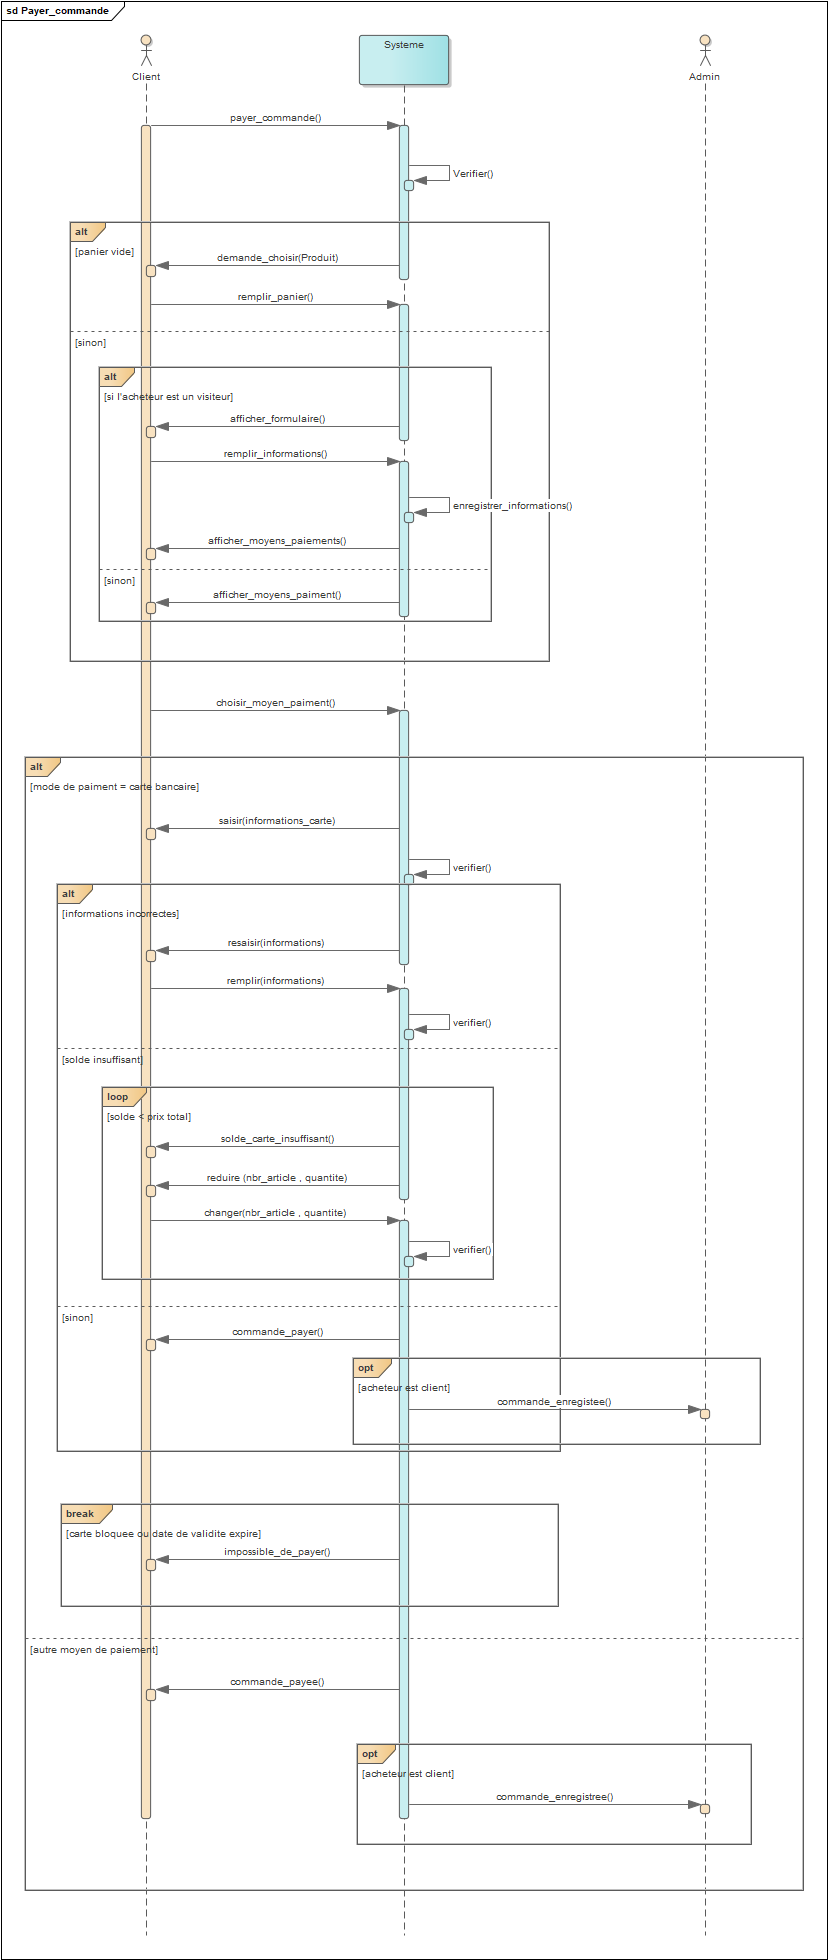 sd Payer_commande
Client
Systeme
Admin
payer_commande()
Verifier()
alt
[panier vide]
demande_choisir(Produit)
remplir_panier()
[sinon]
alt
[si l'acheteur est un visiteur]
afficher_formulaire()
remplir_informations()
enregistrer_informations()
afficher_moyens_paiements()
[sinon]
afficher_moyens_paiment()
choisir_moyen_paiment()
alt
[mode de paiment = carte bancaire]
saisir(informations_carte)
verifier()
alt
[informations incorrectes]
resaisir(informations)
remplir(informations)
verifier()
[solde insuffisant]
loop
[solde < prix total]
solde_carte_insuffisant()
reduire (nbr_article , quantite)
changer(nbr_article , quantite)
verifier()
[sinon]
commande_payer()
opt
[acheteur est client]
commande_enregistee()
break
[carte bloquee ou date de validite expire]
impossible_de_payer()
[autre moyen de paiement]
commande_payee()
opt
[acheteur est client]
commande_enregistree()